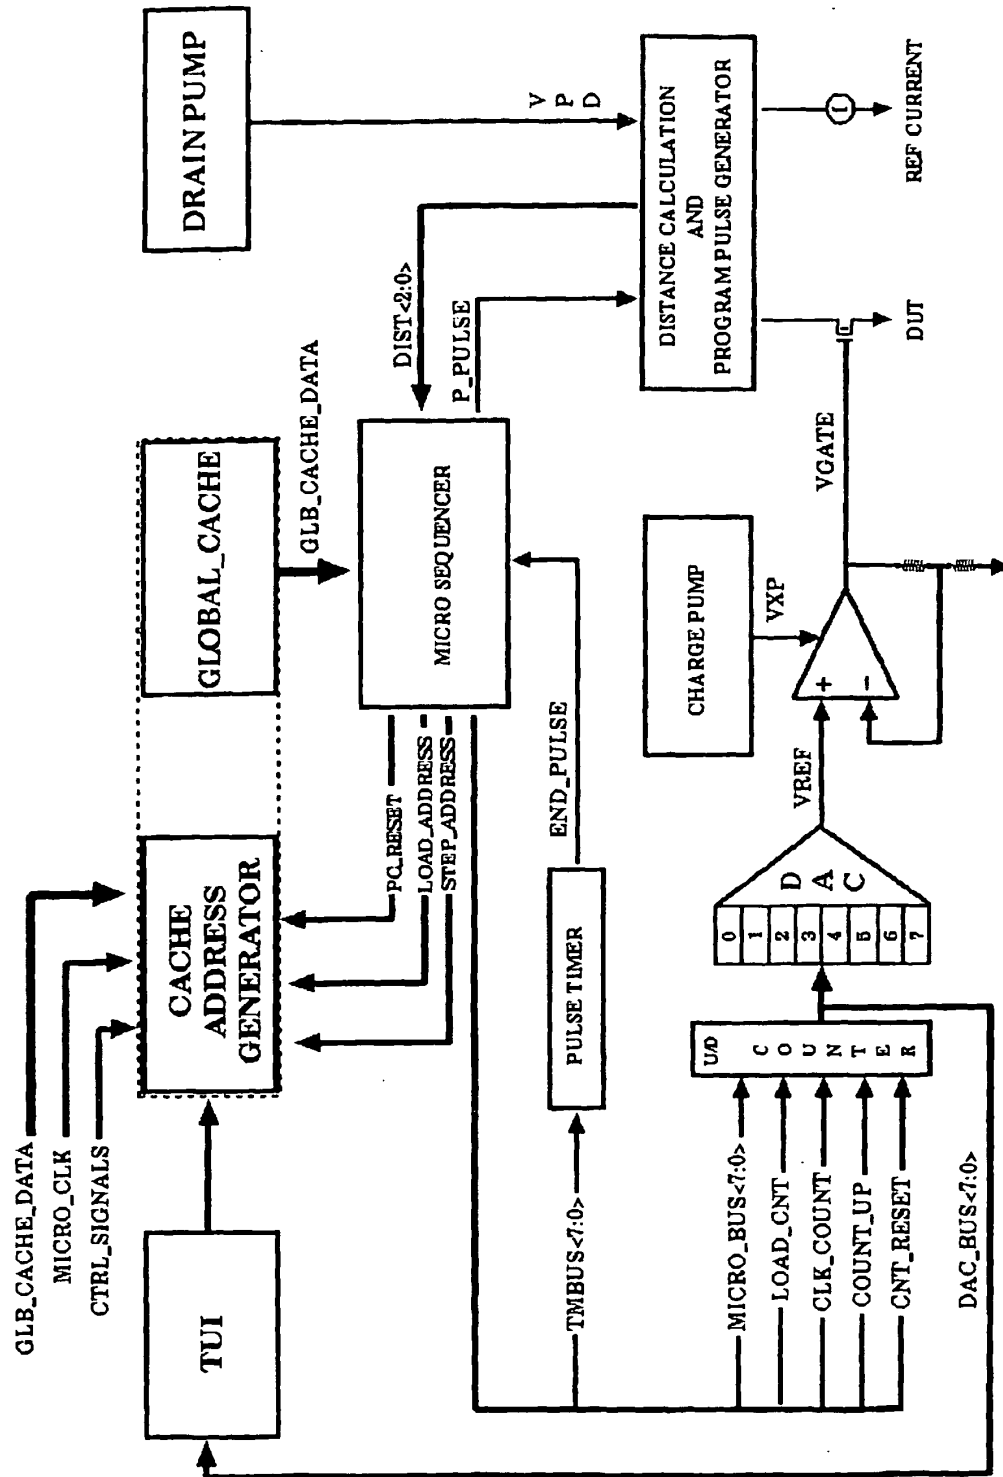 GLB_CACHE_DATA
MICRO_CLK
CTRL_SIGNALS
TUI
CACHE
ADDRESS
GENERATOR
GLOBAL_CACHE
DRAIN PUMP
GLB_CACHE_DATA
PC_RESET
LOAD_ADDRESS
STEP_ADDRESS
MICRO SEQUENCER
DIST<2:0>
P_PULSE
V
P
D
TMBUS<7:0>
PULSE TIMER
END_PULSE
CHARGE PUMP
VXP
DISTANCE CALCULATION
AND
PROGRAM PULSE GENERATOR
MICRO_BUS<7:0>
LOAD_CNT
CLK_COUNT
COUNT_UP
CNT_RESET
U/D
C
O
U
N
T
E
R
0
1
2
3
4
5
6
7
D
A
C
VREF
+
−
VGATE
DUT
I
REF CURRENT
DAC_BUS<7:0>